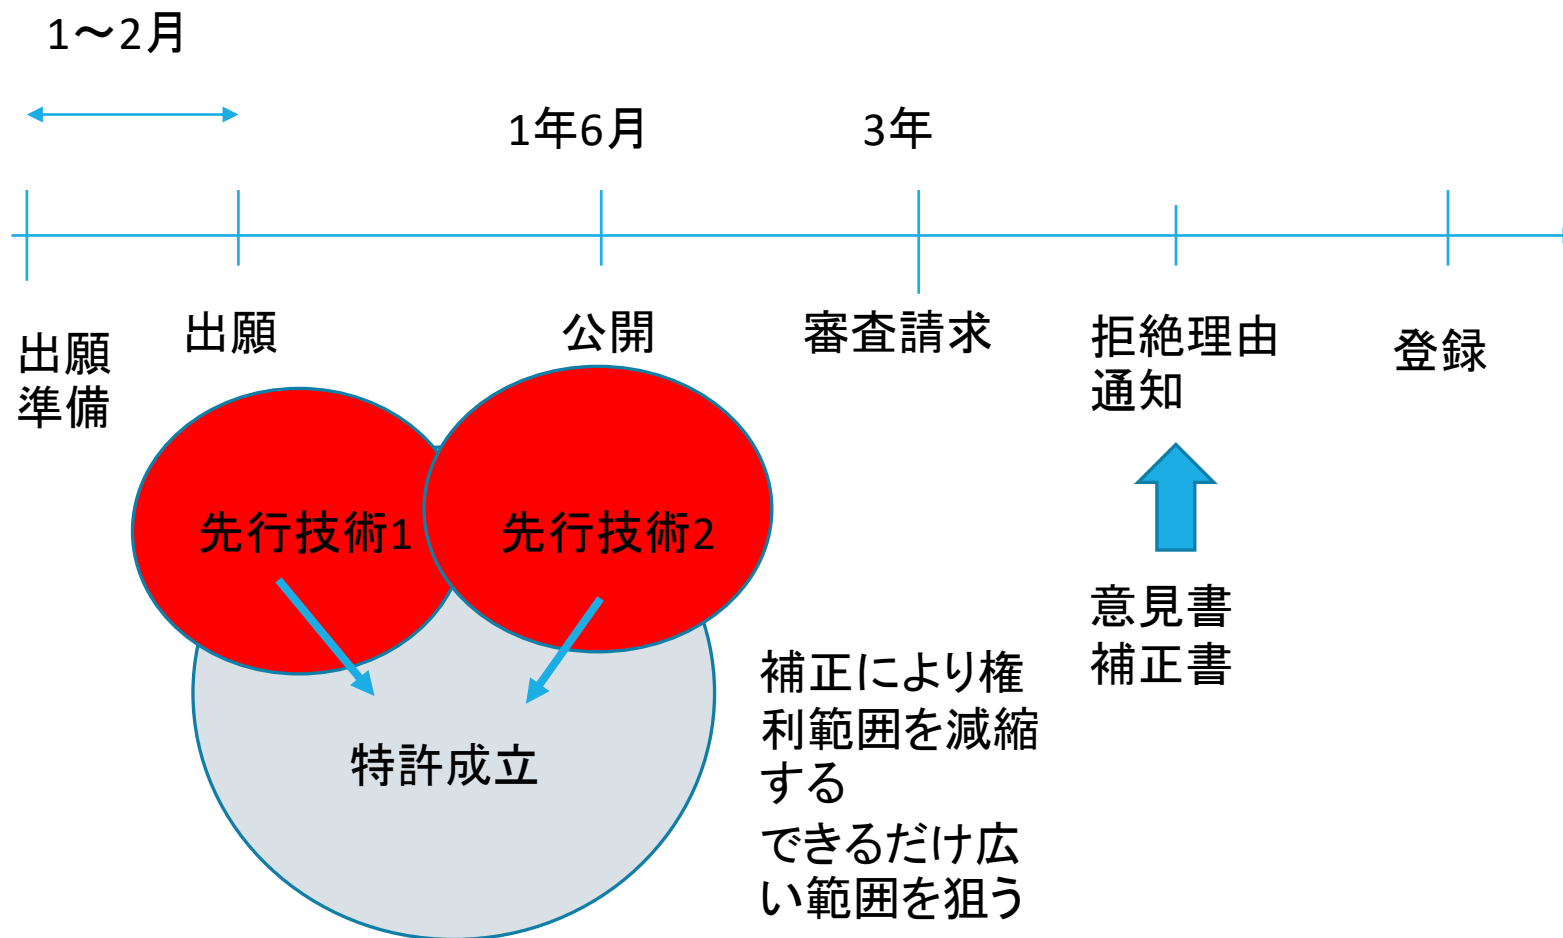 1～2月
1年6月
3年
出願
準備
出願
公開
審査請求
拒絶理由
通知
登録
先行技術1
先行技術2
特許成立
意見書
補正書
補正により権
利範囲を減縮
する
できるだけ広
い範囲を狙う